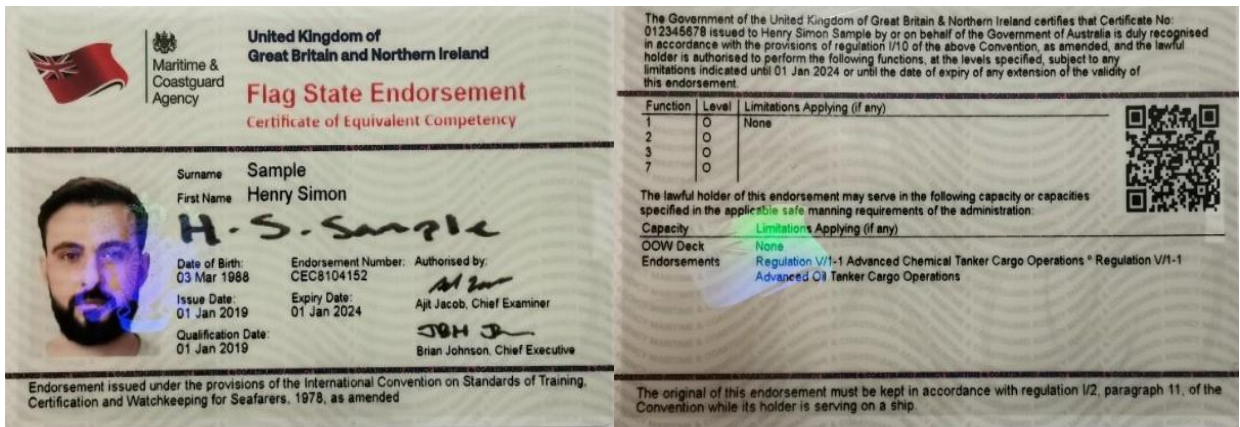 Maritime &
Coastguard
Agency
United Kingdom of
Great Britain and Northern Ireland
Flag State Endorsement
Certificate of Equivalent Competency
Surname Sample
First Name Henry Simon
H. S. Sample
Date of Birth:
03 Mar 1988
Endorsement Number:
CEC8104152
Authorised by:
Issue Date:
01 Jan 2019
Expiry Date:
01 Jan 2024
Ajit Jacob, Chief Examiner
Qualification Date:
01 Jan 2019
Brian Johnson, Chief Executive
Endorsement issued under the provisions of the International Convention on Standards of Training,
Certification and Watchkeeping for Seafarers, 1978, as amended
The Government of the United Kingdom of Great Britain & Northern Ireland certifies that Certificate No:
012345678 issued to Henry Simon Sample by or on behalf of the Government of Australia is duly recognised
in accordance with the provisions of regulation I/10 of the above Convention, as amended, and the lawful
holder is authorised to perform the following functions, at the levels specified, subject to any
limitations indicated until 01 Jan 2024 or until the date of expiry of any extension of the validity of
this endorsement.
Function Level Limitations Applying (if any)
1 O None
2 O
3 O
7 O
The lawful holder of this endorsement may serve in the following capacity or capacities
specified in the applicable safe manning requirements of the administration:
Capacity Limitations Applying (if any)
OOW Deck None
Endorsements Regulation V/1-1 Advanced Chemical Tanker Cargo Operations * Regulation V/1-1
Advanced Oil Tanker Cargo Operations
The original of this endorsement must be kept in accordance with regulation I/2, paragraph 11, of the
Convention while its holder is serving on a ship.